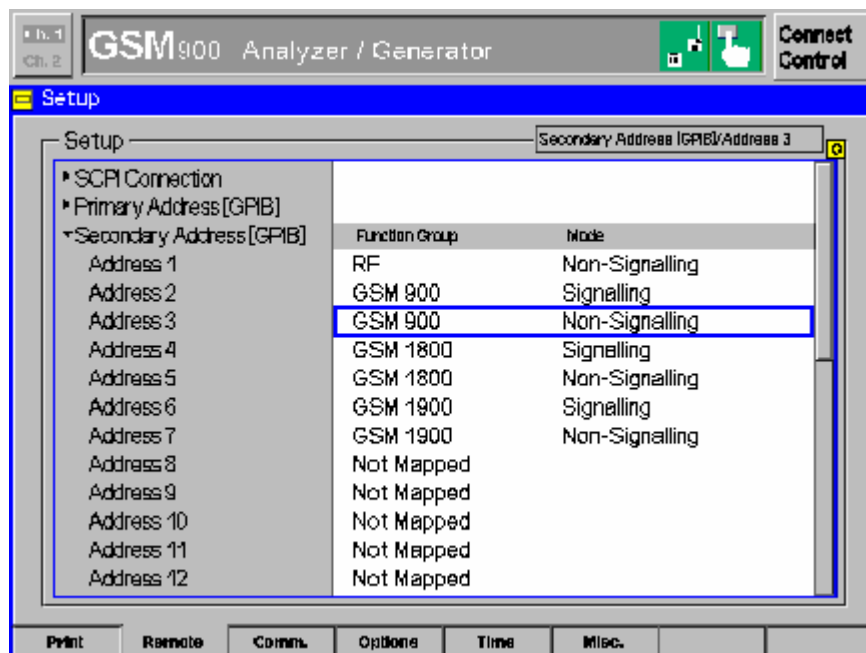 Ch. 1
Ch. 2
GSM900 Analyzer / Generator
Connect
Control
Setup
Setup
Secondary Address [GPIB]/Address 3
SCPI Connection
Primary Address [GPIB]
Secondary Address [GPIB] Function Group Mode
Address 1 RF Non-Signalling
Address 2 GSM 900 Signalling
Address 3 GSM 900 Non-Signalling
Address 4 GSM 1800 Signalling
Address 5 GSM 1800 Non-Signalling
Address 6 GSM 1900 Signalling
Address 7 GSM 1900 Non-Signalling
Address 8 Not Mapped
Address 9 Not Mapped
Address 10 Not Mapped
Address 11 Not Mapped
Address 12 Not Mapped
Print Remote Comm. Options Time Misc.